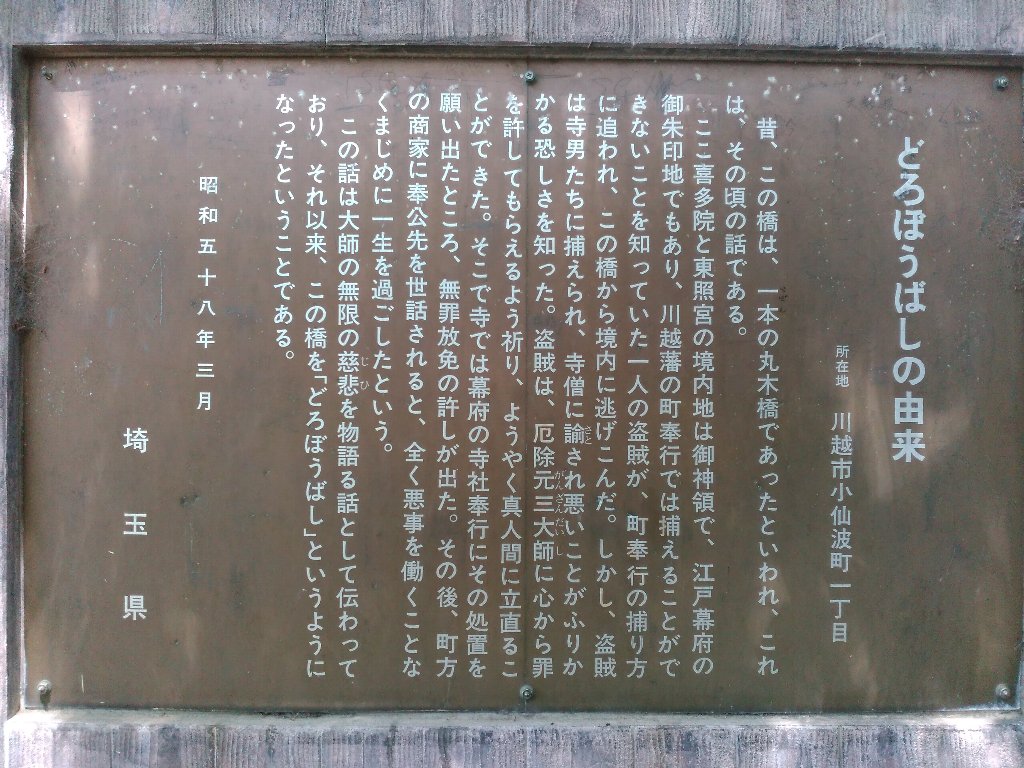 どろぼうばしの由来
所在地　川越市小仙波町一丁目
昔、この橋は、一本の丸木橋であったといわれ、これ
は、その頃の話である。
ここ喜多院と東照宮の境内地は御神領で、江戸幕府の
御朱印地でもあり、川越藩の町奉行では捕えることがで
きないことを知っていた一人の盗賊が、町奉行の捕り方
に追われ、この橋から境内に逃げこんだ。しかし、盗賊
は寺男たちに捕えられ、寺僧に諭され悪いことがふりか
かる恐しさを知った。盗賊は、厄除元三大師に心から罪
を許してもらえるよう祈り、ようやく真人間に立直るこ
とができた。そこで寺では幕府の寺社奉行にその処置を
願い出たところ、無罪放免の許しが出た。その後、町方
の商家に奉公先を世話されると、全く悪事を働くことな
くまじめに一生を過ごしたという。
この話は大師の無限の慈悲を物語る話として伝わって
おり、それ以来、この橋を「どろぼうばし」というように
なったということである。
昭和五十八年三月
埼玉県